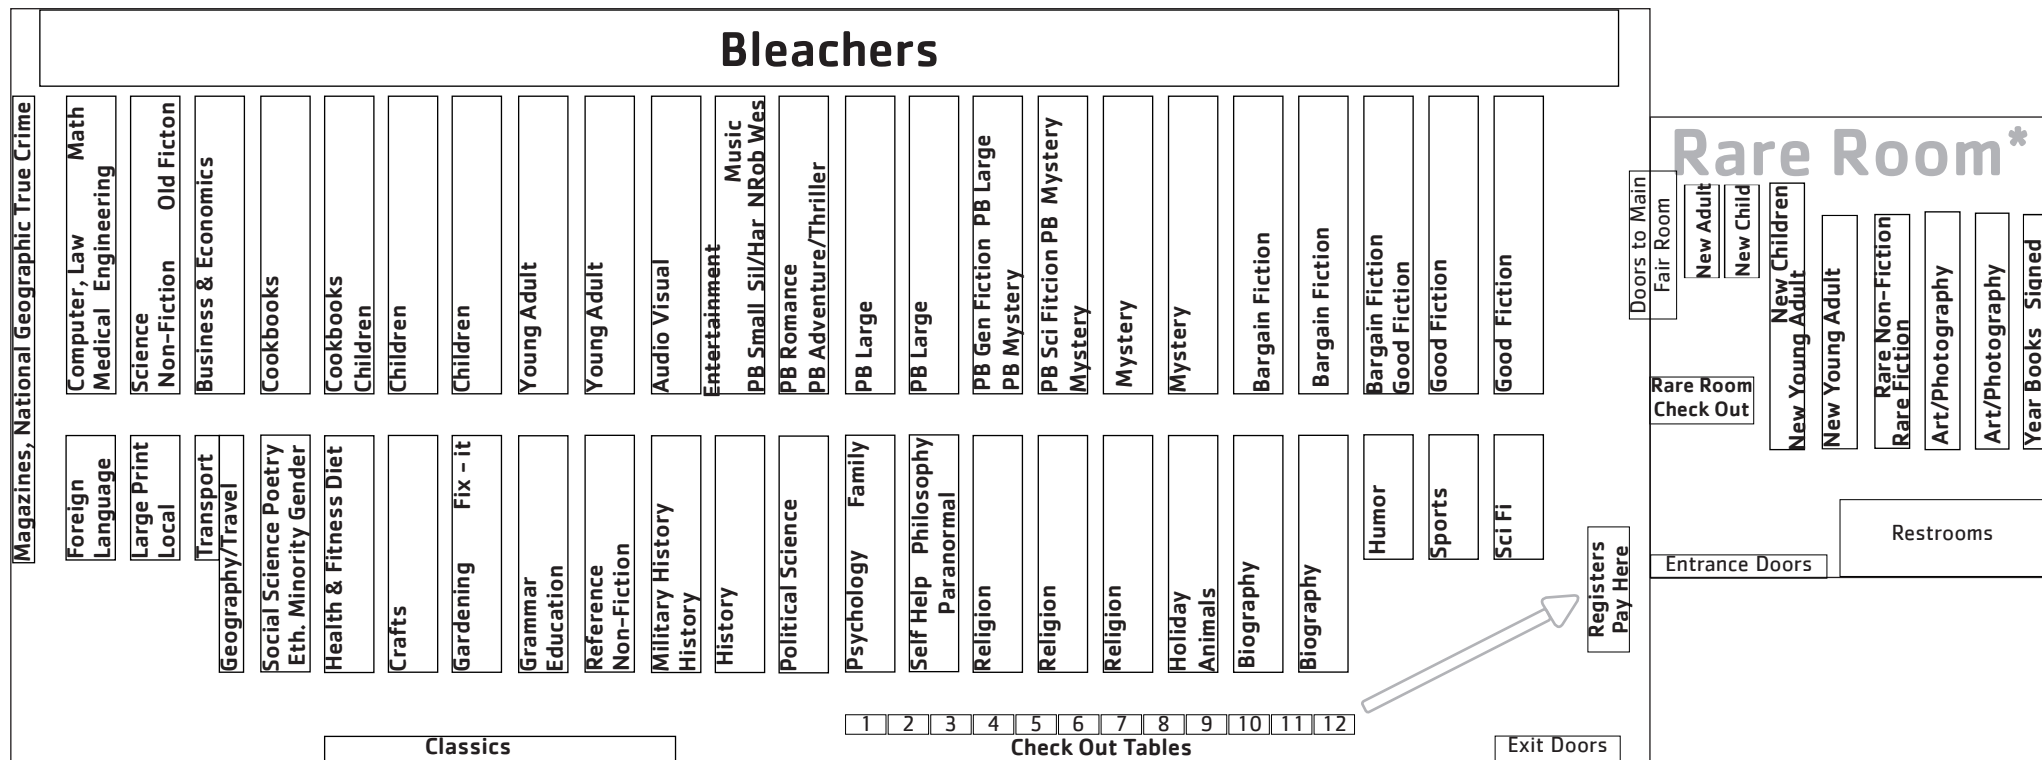 Bleachers
Magazines, National Geographic True Crime
Computer, Law Math
Medical Engineering
Science Old Ficton
Non-Fiction
Business & Economics
Cookbooks
Cookbooks
Children
Children
Children
Young Adult
Young Adult
Audio Visual
Entertainment Music
PB Small Sil/Har NRob Wes
PB Romance
PB Adventure/Thriller
PB Large
PB Large
PB Gen Fiction PB Large
PB Mystery
PB Sci Fitcion PB Mystery
Mystery
Mystery
Mystery
Bargain Fiction
Bargain Fiction
Bargain Fiction
Good Fiction
Good Fiction
Good Fiction
Foreign
Language
Large Print
Local
Transport
Geography/Travel
Social Science Poetry
Eth. Minority Gender
Health & Fitness Diet
Crafts
Gardening Fix - it
Grammar
Education
Reference
Non-Fiction
Military History
History
History
Political Science
Psychology Family
Self Help Philosophy
Paranormal
Religion
Religion
Religion
Holiday
Animals
Biography
Biography
Humor
Sports
Sci Fi
Registers
Pay Here
1 2 3 4 5 6 7 8 9 10 11 12
Check Out Tables
Classics
Exit Doors
Rare Room*
Doors to Main
Fair Room
New Adult
New Child
New Children
New Young Adult
New Young Adult
Rare Non-Fiction
Rare Fiction
Art/Photography
Art/Photography
Year Books Signed
Rare Room
Check Out
Restrooms
Entrance Doors